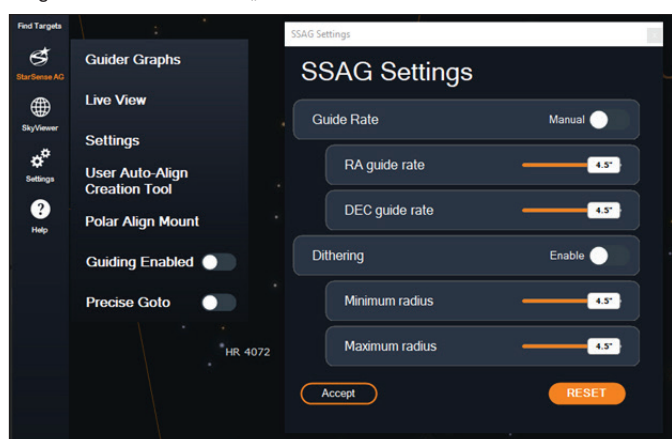 Find Targets
StarSense AG
SkyViewer
Settings
Help
Guider Graphs
Live View
Settings
User Auto-Align
Creation Tool
Polar Align Mount
Guiding Enabled
Precise Goto
HR 4072
SSAG Settings
SSAG Settings
Guide Rate Manual
RA guide rate 4.5"
DEC guide rate 4.5"
Dithering Enable
Minimum radius 4.5"
Maximum radius 4.5"
Accept RESET